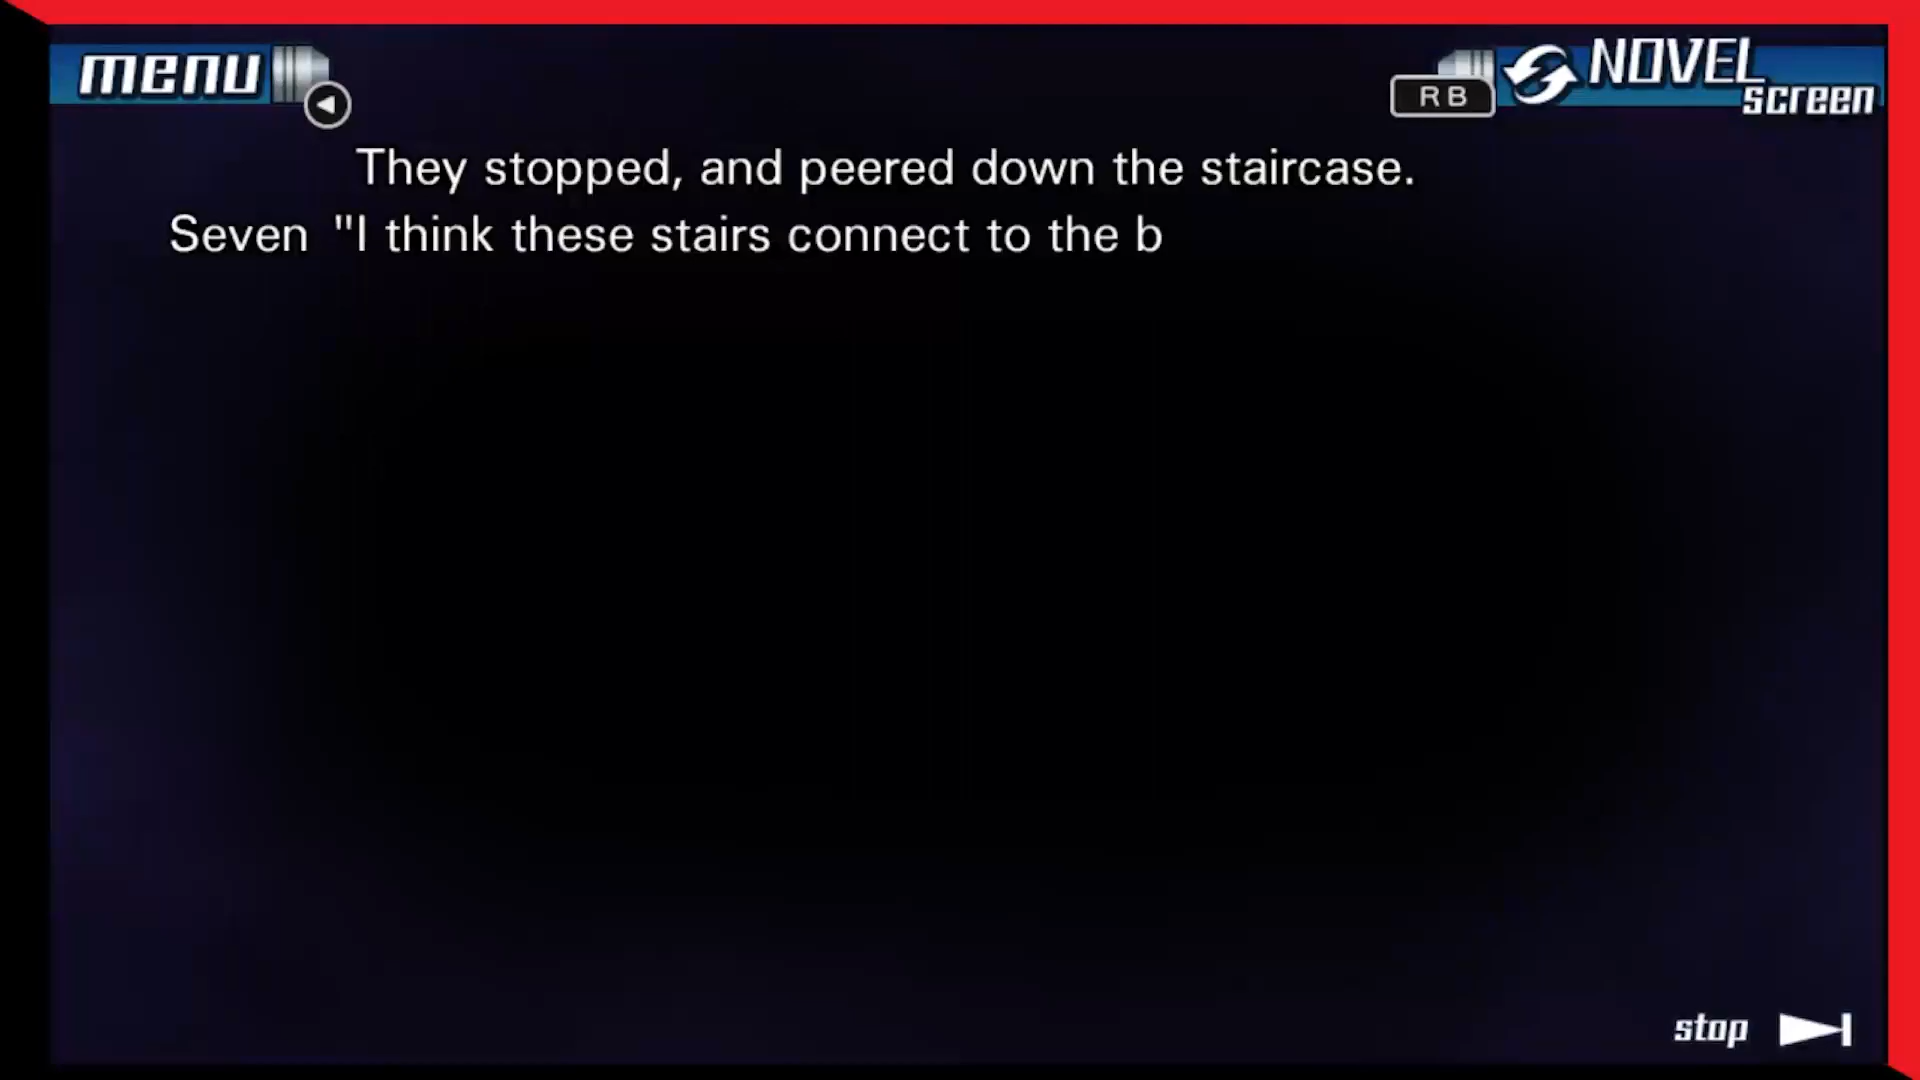 menu
RB NOVEL screen
They stopped, and peered down the staircase.
Seven "I think these stairs connect to the b
stop